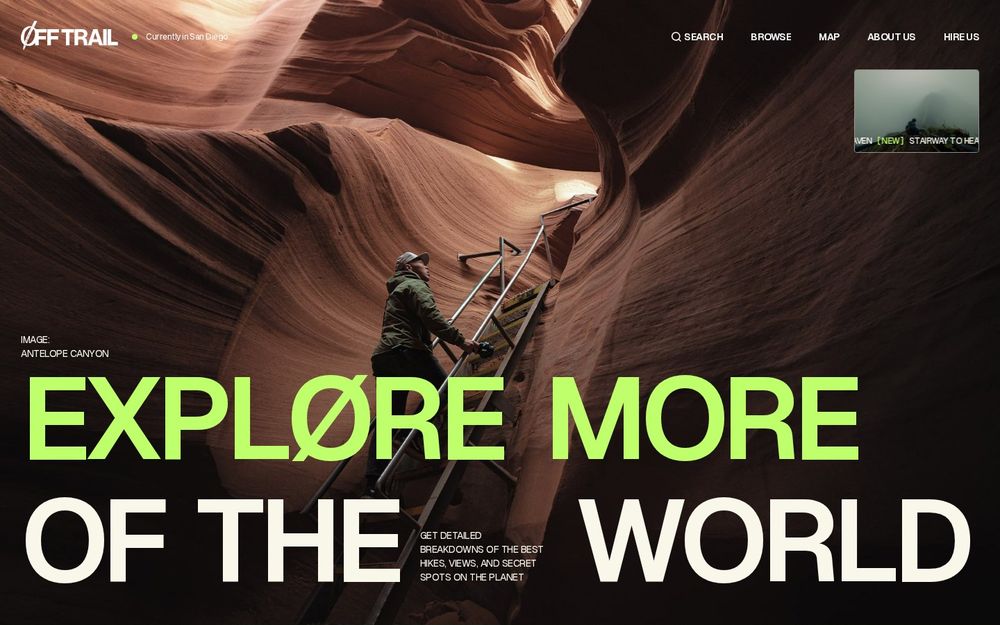 ØFF TRAIL
Currently in San Diego
SEARCH
BROWSE
MAP
ABOUT US
HIRE US
[NEW] STAIRWAY TO
IMAGE:
ANTELOPE CANYON
EXPLØRE MORE
OF THE WORLD
GET DETAILED
BREAKDOWNS OF THE BEST
HIKES, VIEWS, AND SECRET
SPOTS ON THE PLANET